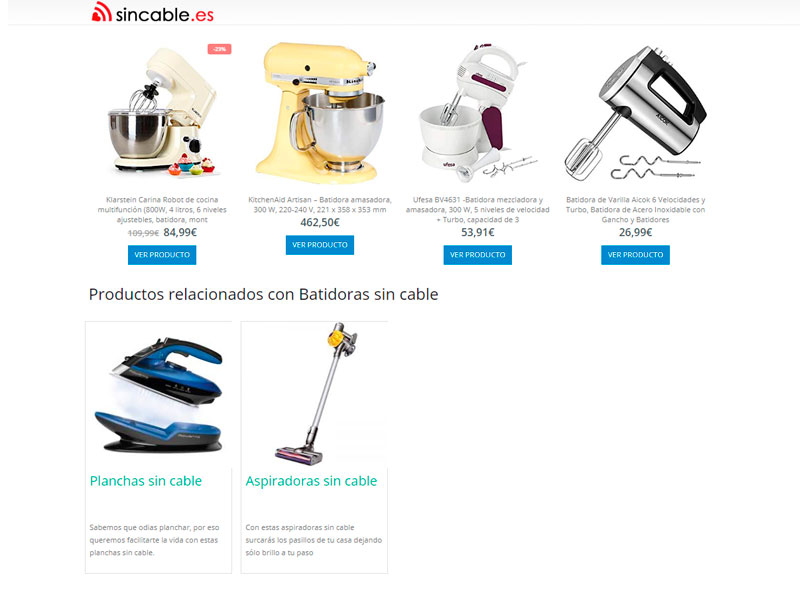 sincable.es
-23%
Klarstein Carina Robot de cocina
multifunción (800W, 4 litros, 6 niveles
ajustebles, batidora, mont
109,99€ 84,99€
VER PRODUCTO
KitchenAid Artisan – Batidora amasadora,
300 W, 220-240 V, 221 x 358 x 353 mm
462,50€
VER PRODUCTO
Ufesa BV4631 -Batidora mezcladora y
amasadora, 300 W, 5 niveles de velocidad
+ Turbo, capacidad de 3
53,91€
VER PRODUCTO
Batidora de Varilla Aicok 6 Velocidades y
Turbo, Batidora de Acero Inoxidable con
Gancho y Batidores
26,99€
VER PRODUCTO
Productos relacionados con Batidoras sin cable
Planchas sin cable
Sabemos que odias planchar, por eso
queremos facilitarte la vida con estas
planchas sin cable.
Aspiradoras sin cable
Con estas aspiradoras sin cable
surcarás los pasillos de tu casa dejando
sólo brillo a tu paso